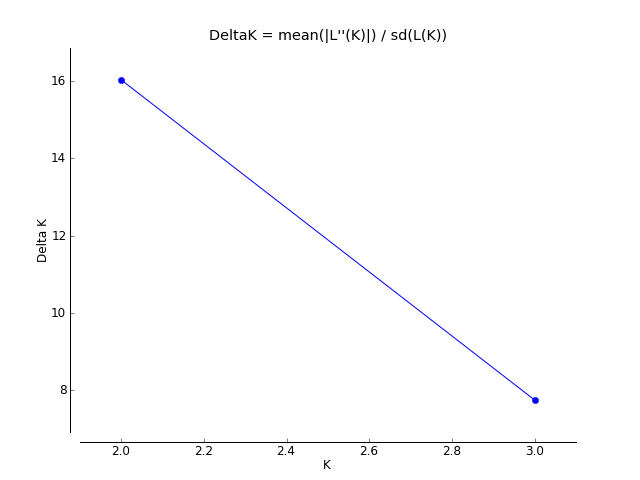 DeltaK = mean(|L''(K)|) / sd(L(K))
16
14
12
10
8
Delta K
2.0 2.2 2.4 2.6 2.8 3.0
K